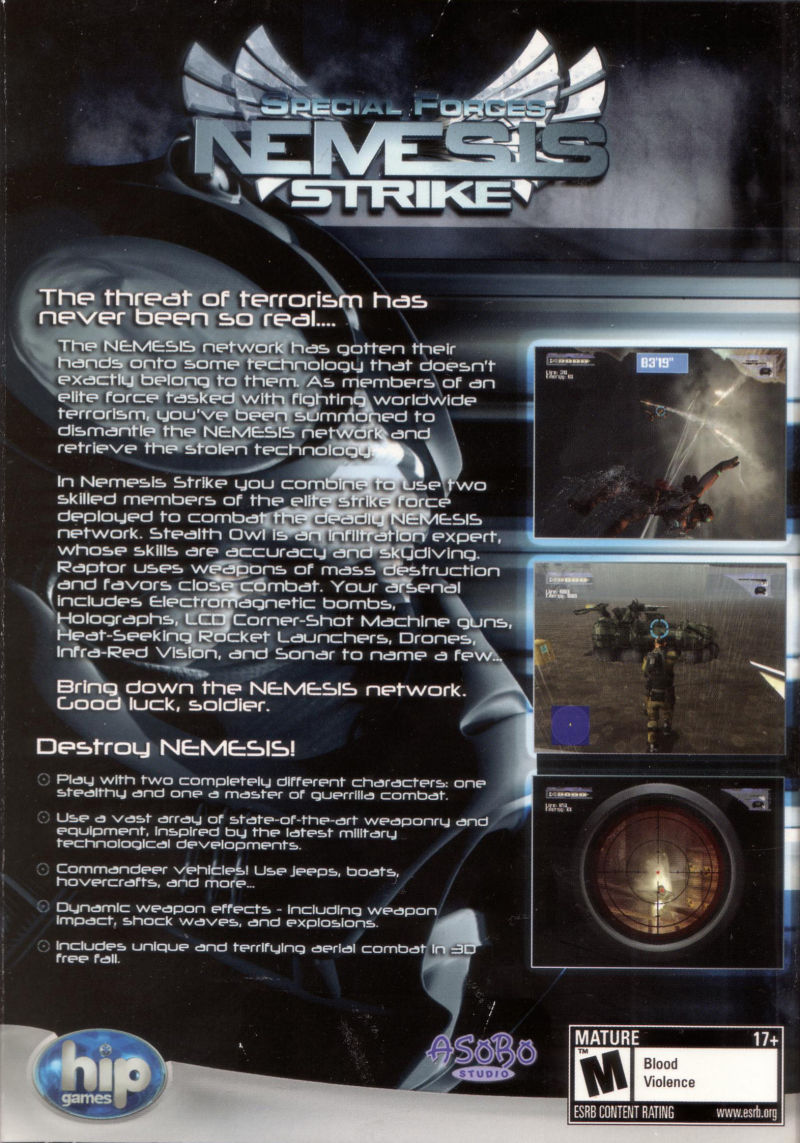 Special Forces
NEMESIS
STRIKE
The threat of terrorism has
never been so real....
The NEMESIS network has gotten their
hands onto some technology that doesn't
exactly belong to them. As members of an
elite force tasked with fighting worldwide
terrorism, you've been summoned to
dismantle the NEMESIS network and
retrieve the stolen technology.
In Nemesis Strike you combine to use two
skilled members of the elite strike force
deployed to combat the deadly NEMESIS
network. Stealth Owl is an infiltration expert,
whose skills are accuracy and skydiving.
Raptor uses weapons of mass destruction
and favors close combat. Your arsenal
includes Electromagnetic bombs,
Holographs, LCD Corner-Shot Machine guns,
Heat-Seeking Rocket Launchers, Drones,
Infra-Red Vision, and Sonar to name a few...
Bring down the NEMESIS network.
Good luck, soldier.
Destroy NEMESIS!
Play with two completely different characters: one
stealthy and one a master of guerrilla combat.
Use a vast array of state-of-the-art weaponry and
equipment, inspired by the latest military
technological developments.
Commandeer vehicles! Use jeeps, boats,
hovercrafts, and more...
Dynamic weapon effects - including weapon
impact, shock waves, and explosions.
Includes unique and terrifying aerial combat in 3D
free fall.
83'19"
hip
games
ASOBO
STUDIO
MATURE 17+
M
TM
Blood
Violence
ESRB CONTENT RATING www.esrb.org